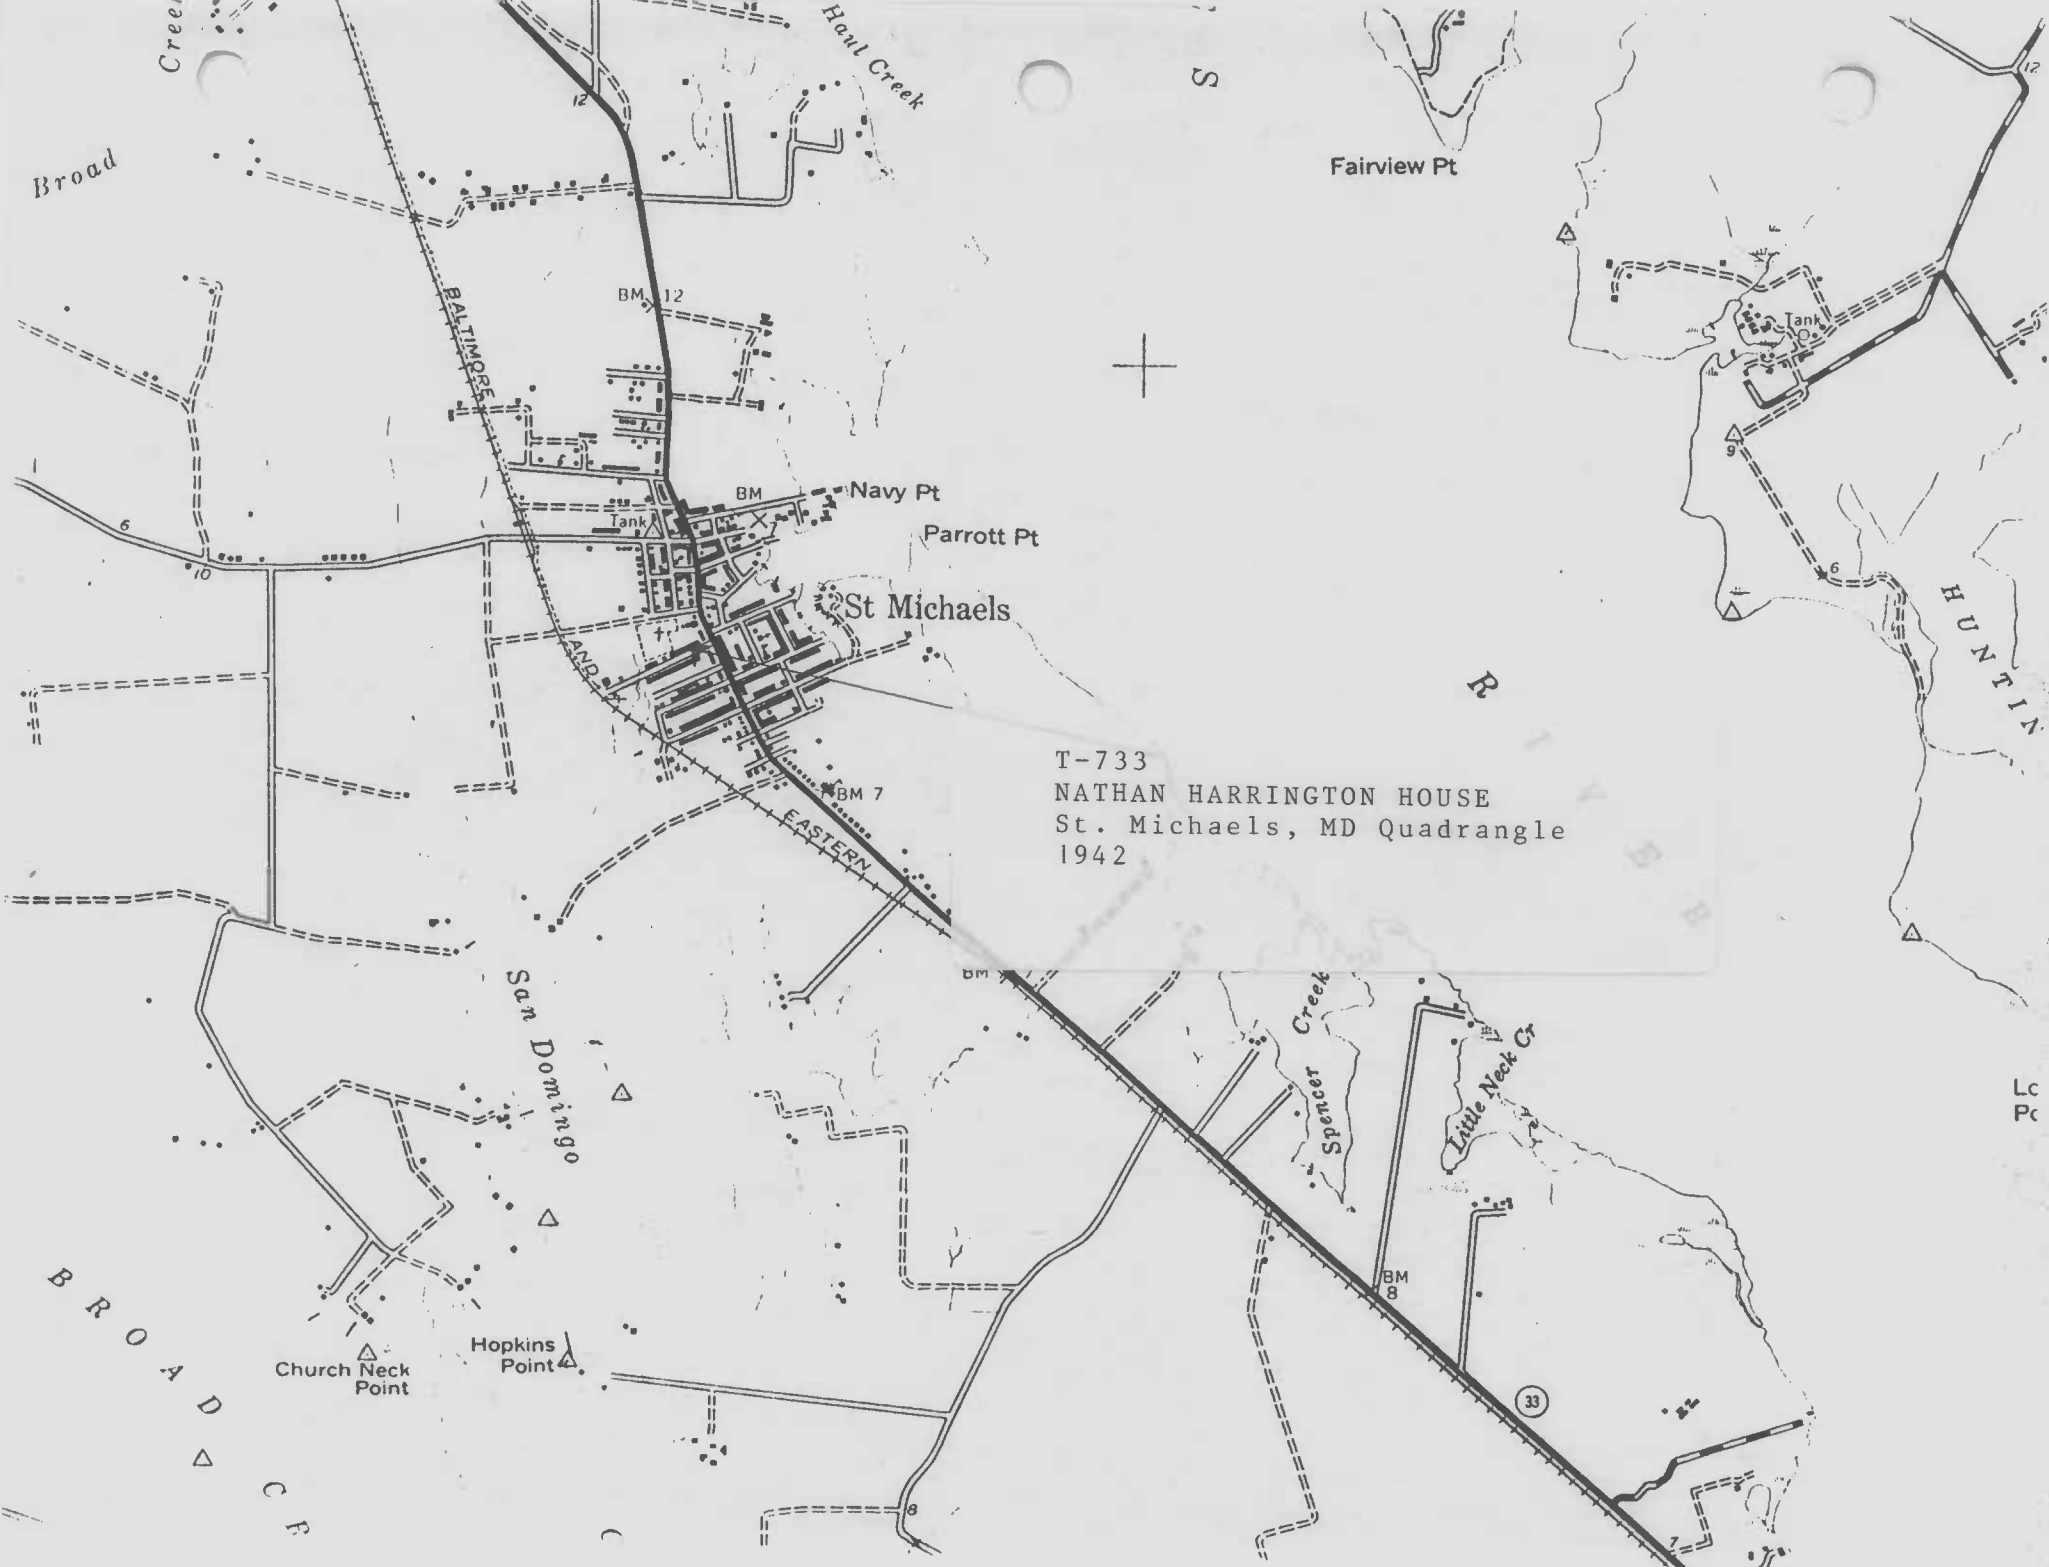 Creek
Haul Creek
S
12
12
Broad
Fairview Pt
F
BM 12
BALTIMORE
Tank
9
BM
7
Navy Pt
Tank
6
10
Parrott Pt
6
St Michaels
HUNTIN
AND
R I V E R
T-733
NATHAN HARRINGTON HOUSE
St. Michaels, MD Quadrangle
1942
BM 7
EASTERN
BM
San Domingo
Spencer Creek
Little Neck Cr
BM
8
BROAD
Church Neck
Point
Hopkins
Point
33
8
7